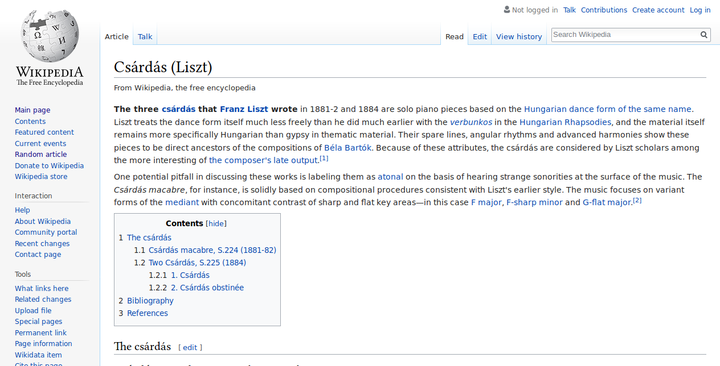 Not logged in Talk Contributions Create account Log in
Article Talk Read Edit View history Search Wikipedia
WIKIPEDIA
The Free Encyclopedia
Main page
Contents
Featured content
Current events
Random article
Donate to Wikipedia
Wikipedia store
Interaction
Help
About Wikipedia
Community portal
Recent changes
Contact page
Tools
What links here
Related changes
Upload file
Special pages
Permanent link
Page information
Wikidata item
Cite this page
Csárdás (Liszt)
From Wikipedia, the free encyclopedia
The three csárdás that Franz Liszt wrote in 1881-2 and 1884 are solo piano pieces based on the Hungarian dance form of the same name.
Liszt treats the dance form itself much less freely than he did much earlier with the verbunkos in the Hungarian Rhapsodies, and the material itself
remains more specifically Hungarian than gypsy in thematic material. Their spare lines, angular rhythms and advanced harmonies show these
pieces to be direct ancestors of the compositions of Béla Bartók. Because of these attributes, the csárdás are considered by Liszt scholars among
the more interesting of the composer's late output.[1]
One potential pitfall in discussing these works is labeling them as atonal on the basis of hearing strange sonorities at the surface of the music. The
Csárdás macabre, for instance, is solidly based on compositional procedures consistent with Liszt's earlier style. The music focuses on variant
forms of the mediant with concomitant contrast of sharp and flat key areas—in this case F major, F-sharp minor and G-flat major.[2]
Contents [hide]
1 The csárdás
1.1 Csárdás macabre, S.224 (1881-82)
1.2 Two Csárdás, S.225 (1884)
1.2.1 1. Csárdás
1.2.2 2. Csárdás obstinée
2 Bibliography
3 References
The csárdás [ edit ]